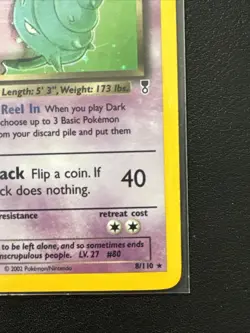 Length: 5' 3", Weight: 173 lbs.
Reel In When you play Dark
choose up to 3 Basic Pokémon
om your discard pile and put them
ack Flip a coin. If
40
ck does nothing.
resistance
retreat cost
to be left alone, and so sometimes ends
nscrupulous people. LV. 27 #80
© 2002 Pokémon/Nintendo
8/110 ★